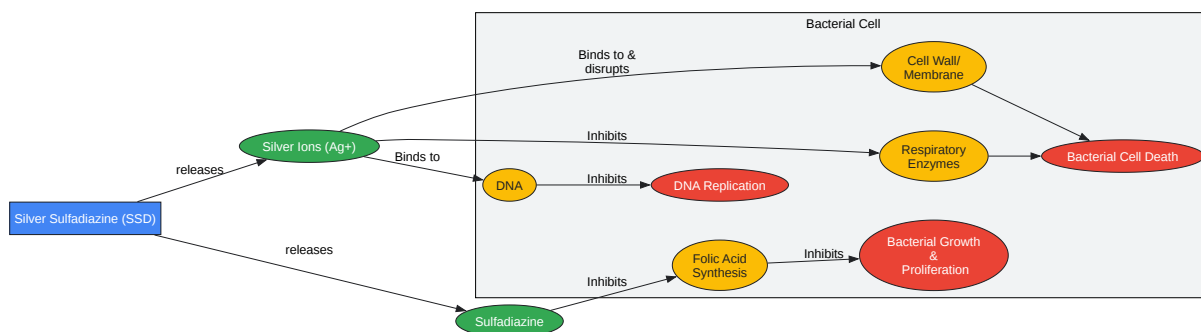 Bacterial Cell
Binds to &
disrupts
Cell Wall/
Membrane
Silver Ions (Ag+)
Inhibits
Respiratory
Enzymes
Bacterial Cell Death
releases
Binds to
DNA
Inhibits
DNA Replication
Silver Sulfadiazine (SSD)
releases
Folic Acid
Synthesis
Inhibits
Bacterial Growth
&
Proliferation
Inhibits
Sulfadiazine